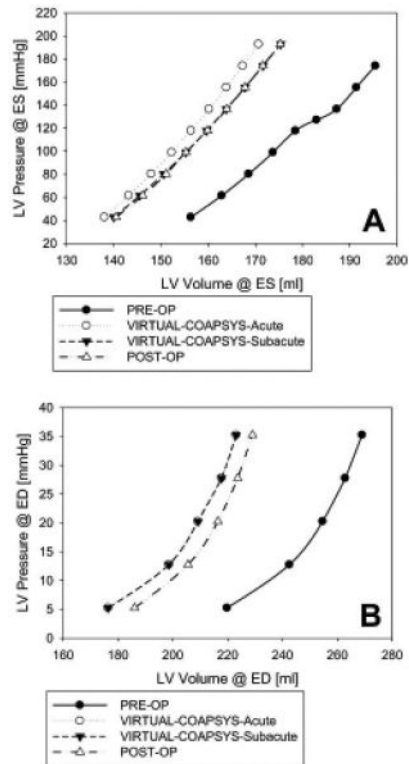 220
200
180
160
140
120
100
80
60
40
20
LV Pressure @ ES [mmHg]
A
130 140 150 160 170 180 190 200
LV Volume @ ES [ml]
PRE-OP
VIRTUAL-COAPSYS-Acute
VIRTUAL-COAPSYS-Subacute
POST-OP
40
35
30
25
20
15
10
5
0
LV Pressure @ ED [mmHg]
B
160 180 200 220 240 260 280
LV Volume @ ED [ml]
PRE-OP
VIRTUAL-COAPSYS-Acute
VIRTUAL-COAPSYS-Subacute
POST-OP